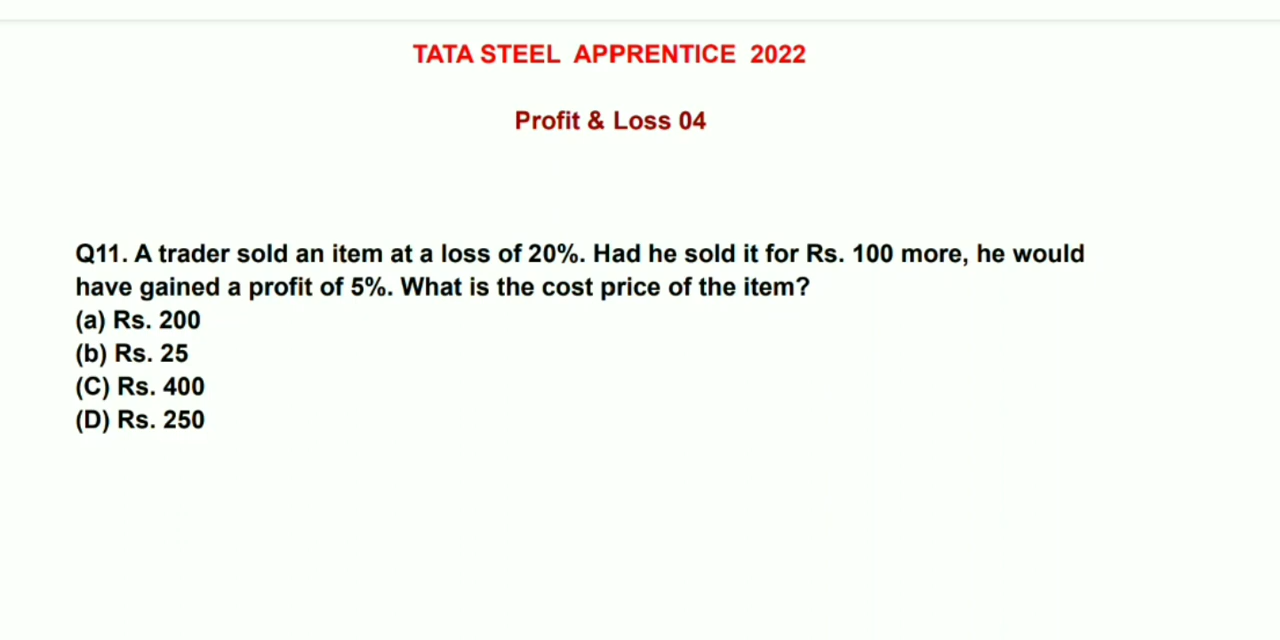 TATA STEEL APPRENTICE 2022
Profit & Loss 04
Q11. A trader sold an item at a loss of 20%. Had he sold it for Rs. 100 more, he would
have gained a profit of 5%. What is the cost price of the item?
(a) Rs. 200
(b) Rs. 25
(C) Rs. 400
(D) Rs. 250